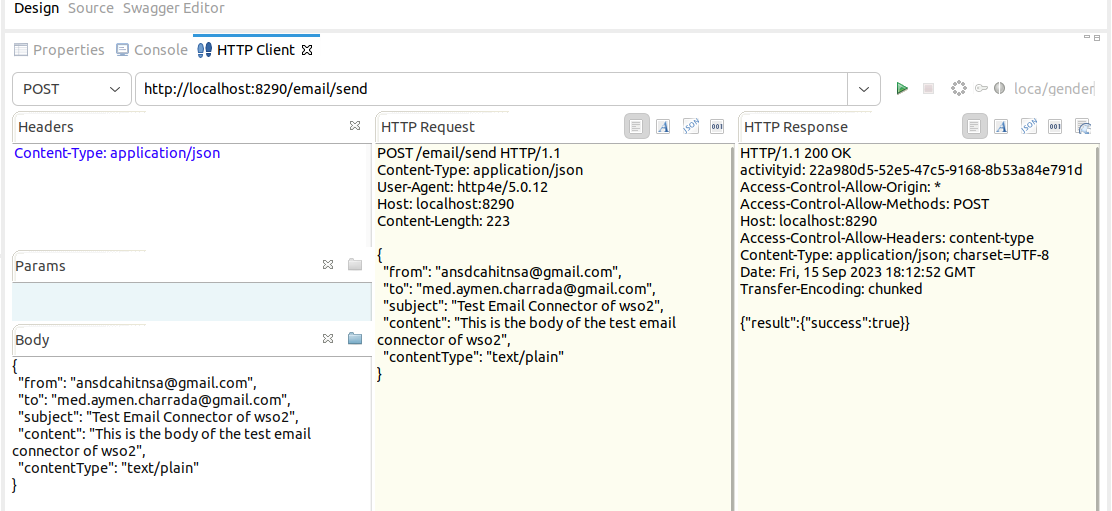 Design Source Swagger Editor
Properties Console HTTP Client
POST http://localhost:8290/email/send loca/gender
Headers
Content-Type: application/json
Params
Body
{
"from": "ansdcahitnsa@gmail.com",
"to": "med.aymen.charrada@gmail.com",
"subject": "Test Email Connector of wso2",
"content": "This is the body of the test email
connector of wso2",
"contentType": "text/plain"
}
HTTP Request
A JSON 001
POST /email/send HTTP/1.1
Content-Type: application/json
User-Agent: http4e/5.0.12
Host: localhost:8290
Content-Length: 223
{
"from": "ansdcahitnsa@gmail.com",
"to": "med.aymen.charrada@gmail.com",
"subject": "Test Email Connector of wso2",
"content": "This is the body of the test email
connector of wso2",
"contentType": "text/plain"
}
HTTP Response
A JSON 001
HTTP/1.1 200 OK
activityid: 22a980d5-52e5-47c5-9168-8b53a84e791d
Access-Control-Allow-Origin: *
Access-Control-Allow-Methods: POST
Host: localhost:8290
Access-Control-Allow-Headers: content-type
Content-Type: application/json; charset=UTF-8
Date: Fri, 15 Sep 2023 18:12:52 GMT
Transfer-Encoding: chunked
{"result":{"success":true}}